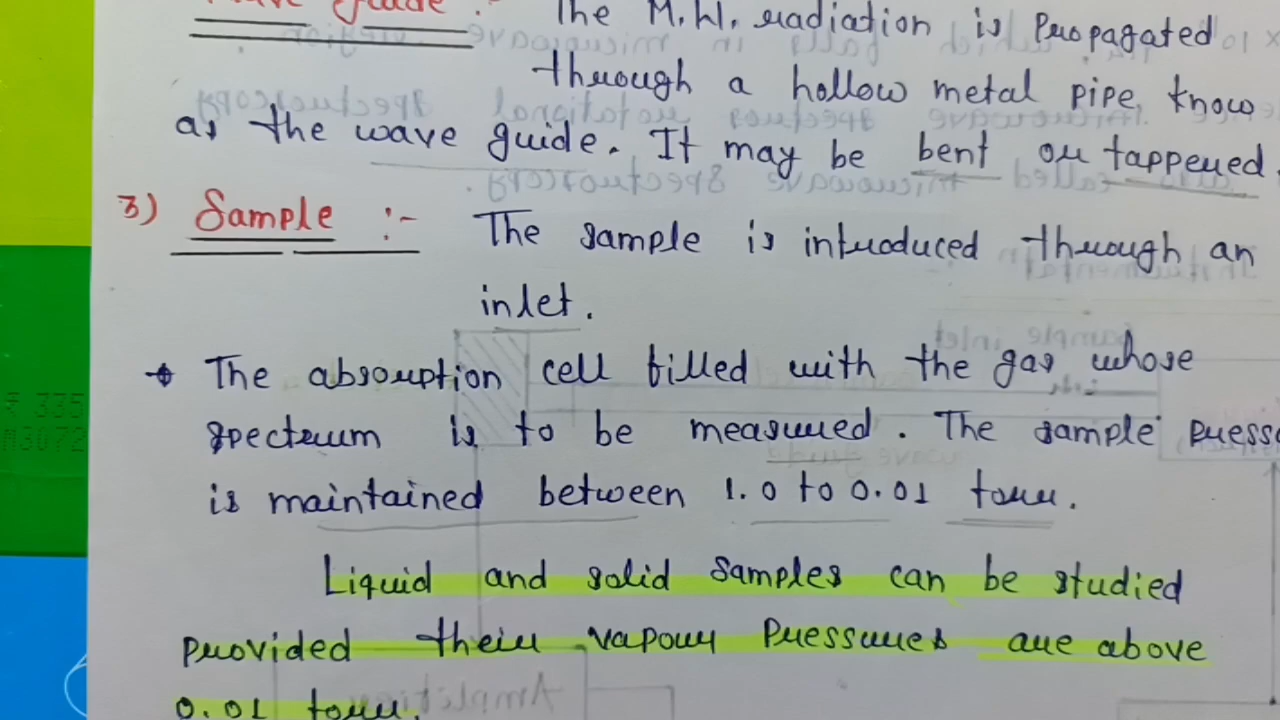 Wave guide :- The M.W. radiation is Propagated
through a hollow metal pipe, know
as the wave guide. It may be bent or tappered.
3) Sample :- The sample is introduced through an
inlet.
The absorption cell filled with the gas whose
spectrum is to be measured. The sample press
is maintained between 1.0 to 0.01 torr.
Liquid and solid samples can be studied
provided their vapour Pressures are above
0.01 torr.